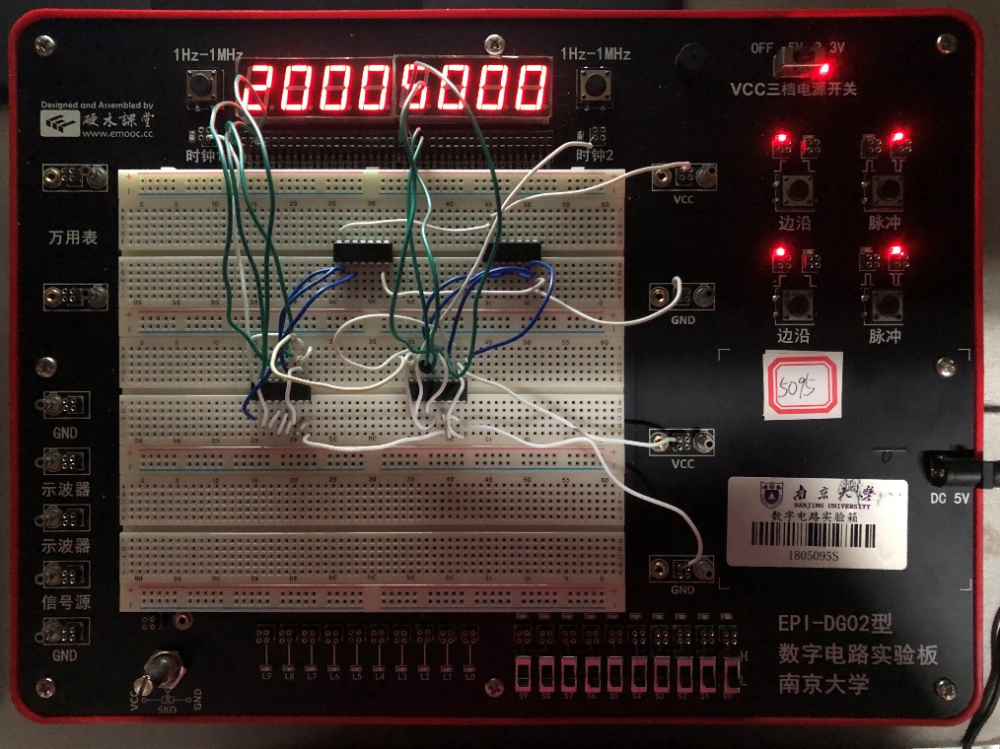 1Hz-1MHz
1Hz-1MHz
OFF 5V 3.3V
VCC三档电源开关
20000000
Designed and Assembled by
硬木課堂
www.emooc.cc
时钟1
时钟2
万用表
VCC
边沿
脉冲
GND
边沿
脉冲
5095
GND
VCC
示波器
DC 5V
南京大學
NANJING UNIVERSITY
数字电路实验箱
1805095S
示波器
信号源
GND
GND
EPI-DG02型
数字电路实验板
南京大学
L9 L8 L7 L6 L5 L4 L3 L2 L1 L0
S9 S8 S7 S6 S5 S4 S3 S2 S1 S0
H
L
VCC
5KΩ
GND